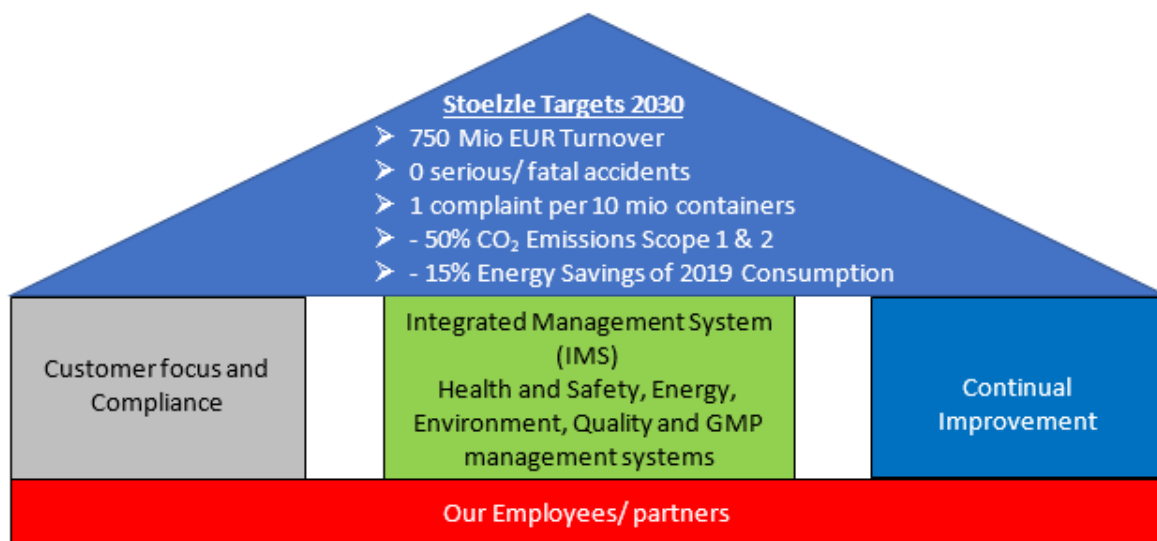 Stoelzle Targets 2030
➢ 750 Mio EUR Turnover
➢ 0 serious/ fatal accidents
➢ 1 complaint per 10 mio containers
➢ - 50% CO₂ Emissions Scope 1 & 2
➢ - 15% Energy Savings of 2019 Consumption
Customer focus and
Compliance
Integrated Management System
(IMS)
Health and Safety, Energy,
Environment, Quality and GMP
management systems
Continual
Improvement
Our Employees/ partners